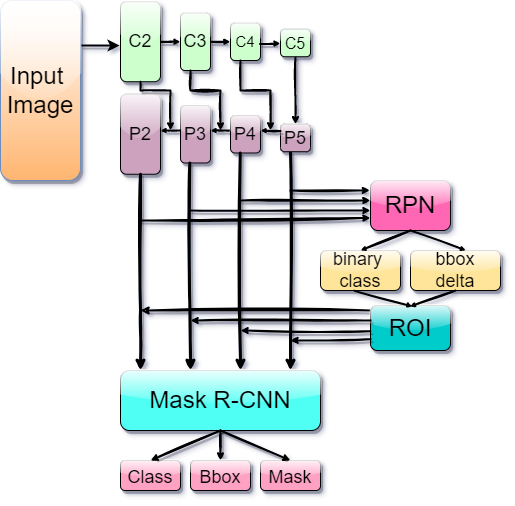 Input
Image
C2
C3
C4
C5
P2
P3
P4
P5
RPN
binary
class
bbox
delta
ROI
Mask R-CNN
Class
Bbox
Mask